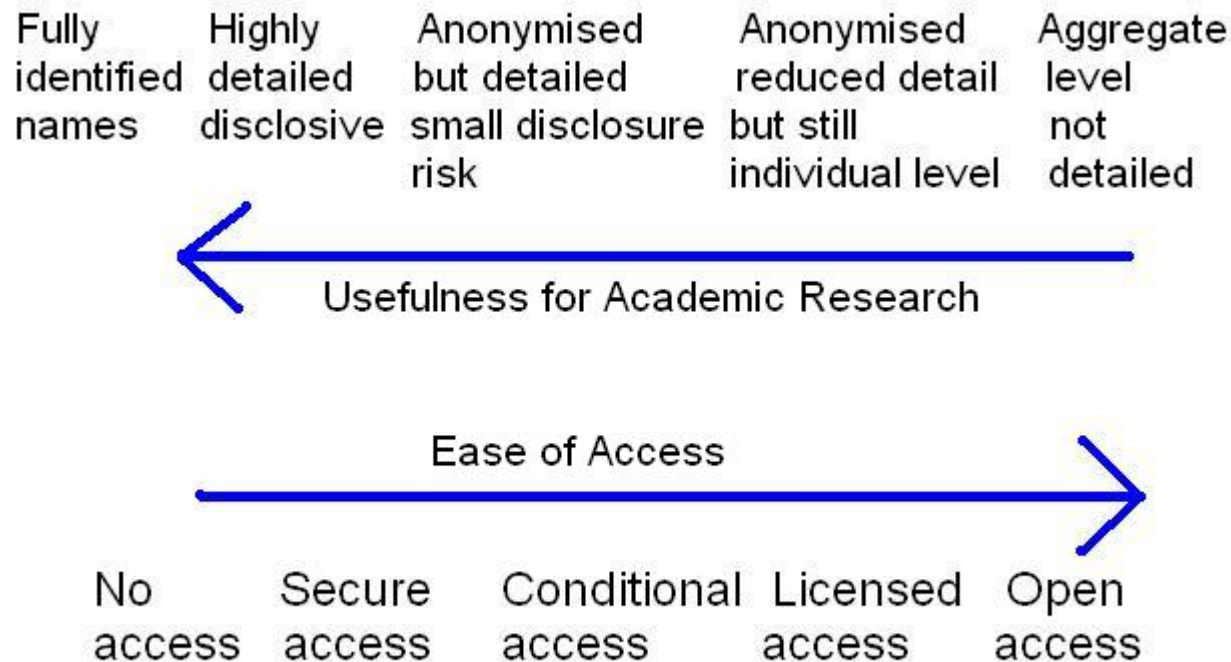 Fully
identified
names
Highly
detailed
disclosive
Anonymised
but detailed
small disclosure
risk
Anonymised
reduced detail
but still
individual level
Aggregate
level
not
detailed
Usefulness for Academic Research
Ease of Access
No
access
Secure
access
Conditional
access
Licensed
access
Open
access